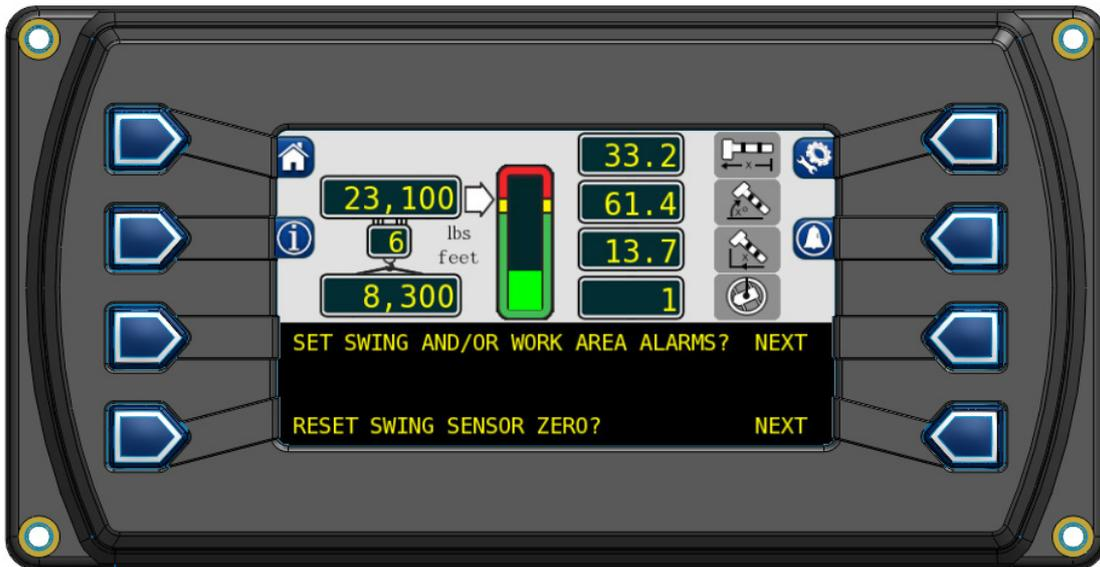 33.2
23,100
61.4
6
lbs
feet
13.7
8,300
1
SET SWING AND/OR WORK AREA ALARMS? NEXT
RESET SWING SENSOR ZERO? NEXT